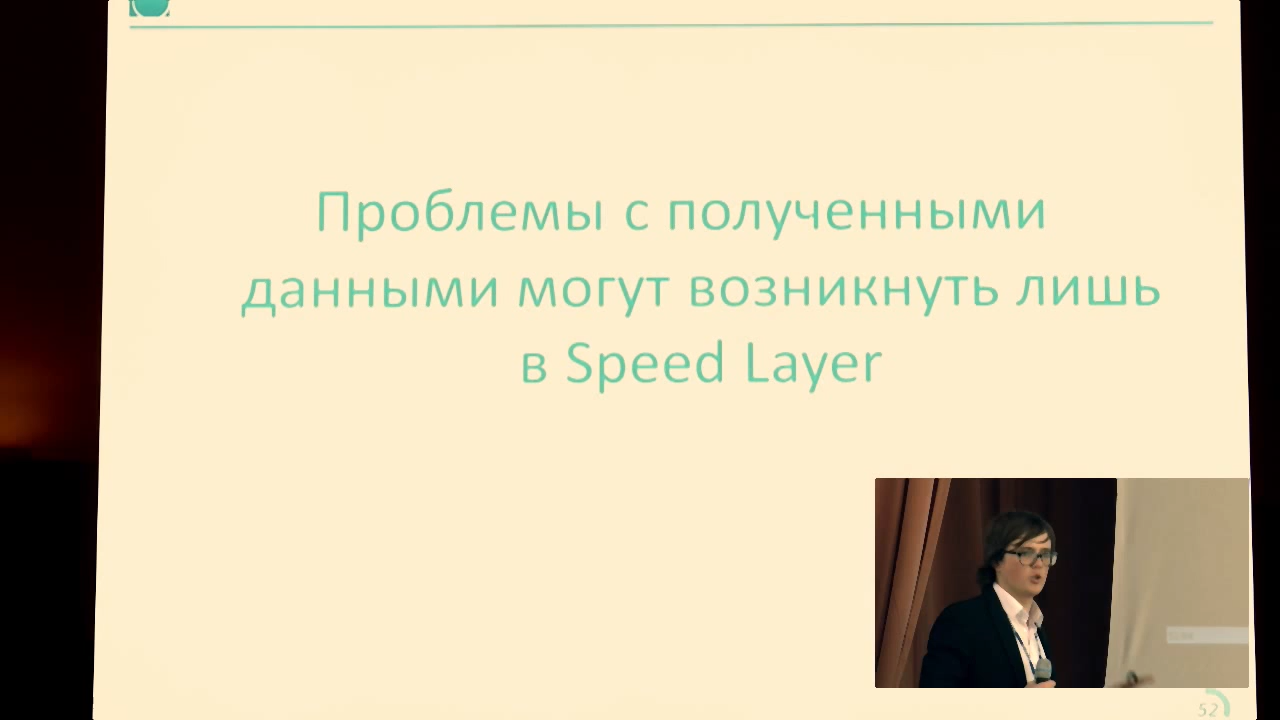 Проблемы с полученными
данными могут возникнуть лишь
в Speed Layer
52